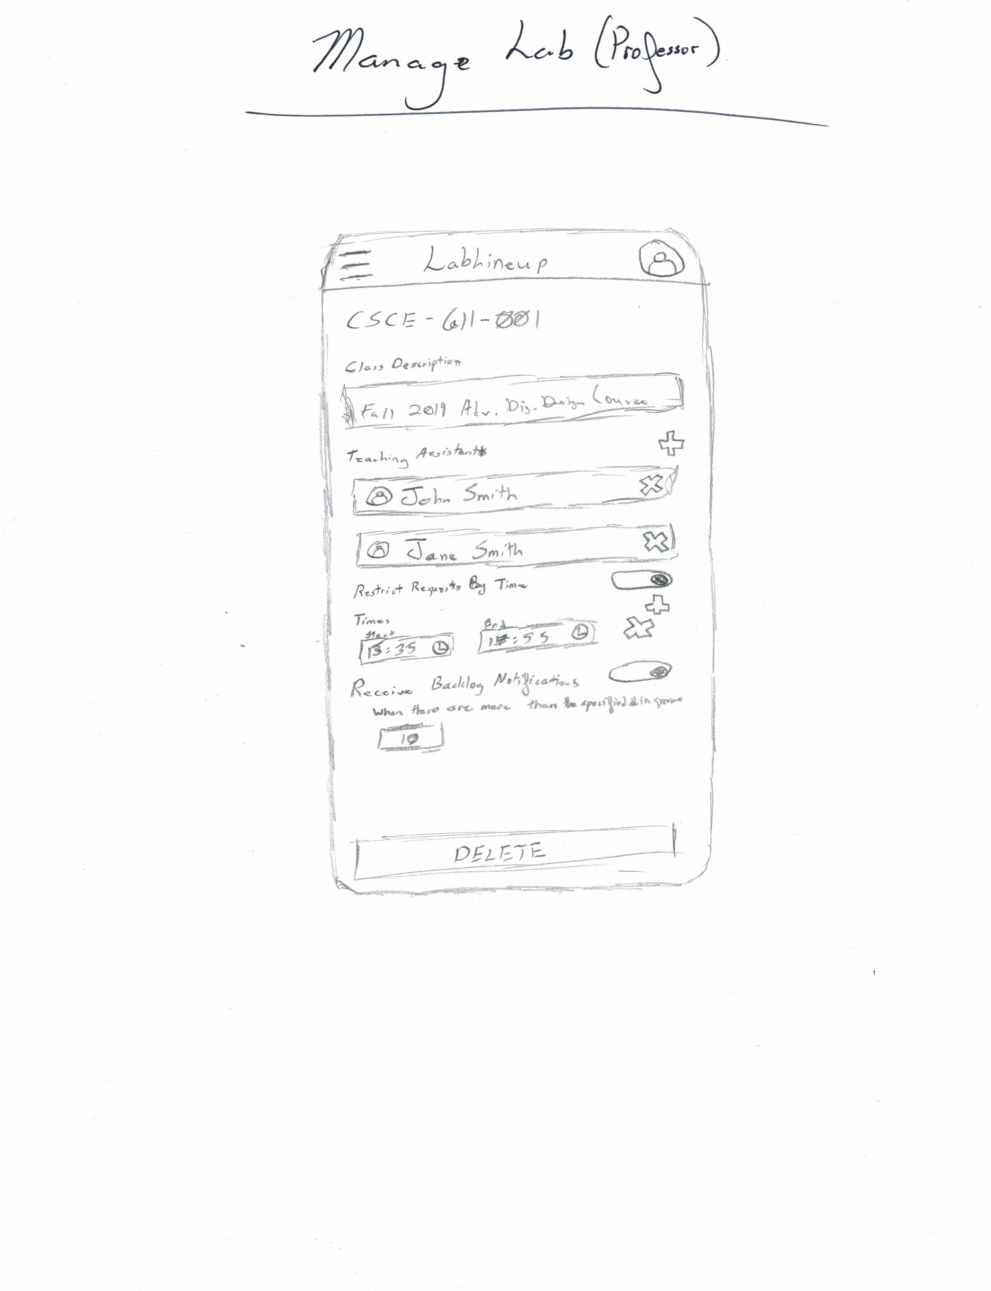 Manage Lab (Professor)
LabLineup
CSCE - 611-001
Class Description
Fall 2019 Adv. Dig. Design Course
Teaching Assistants
John Smith
Jane Smith
Restrict Requests By Time
Times
Start End
:35 :55
Receive Backlog Notifications
When there are more than the specified # in queue
10
DELETE